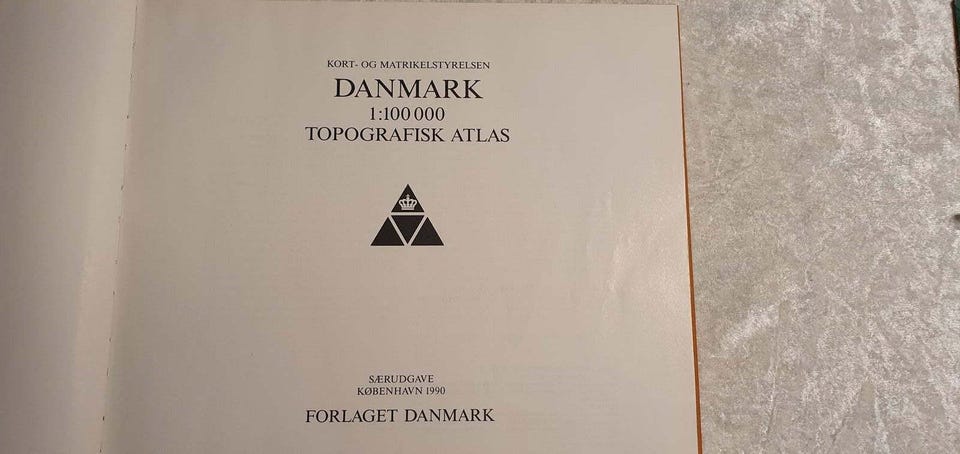 KORT- OG MATRIKELSTYRELSEN
DANMARK
1:100 000
TOPOGRAFISK ATLAS
SÆRUDGAVE
KØBENHAVN 1990
FORLAGET DANMARK